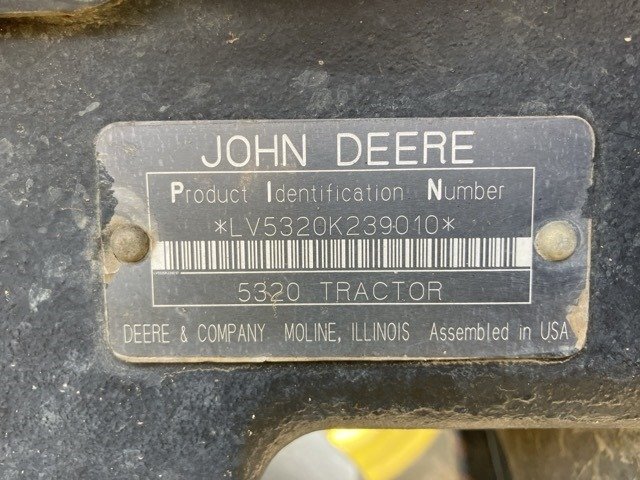 JOHN DEERE
Product Identification Number
*LV5320K239010*
5320 TRACTOR
DEERE & COMPANY MOLINE, ILLINOIS Assembled in USA